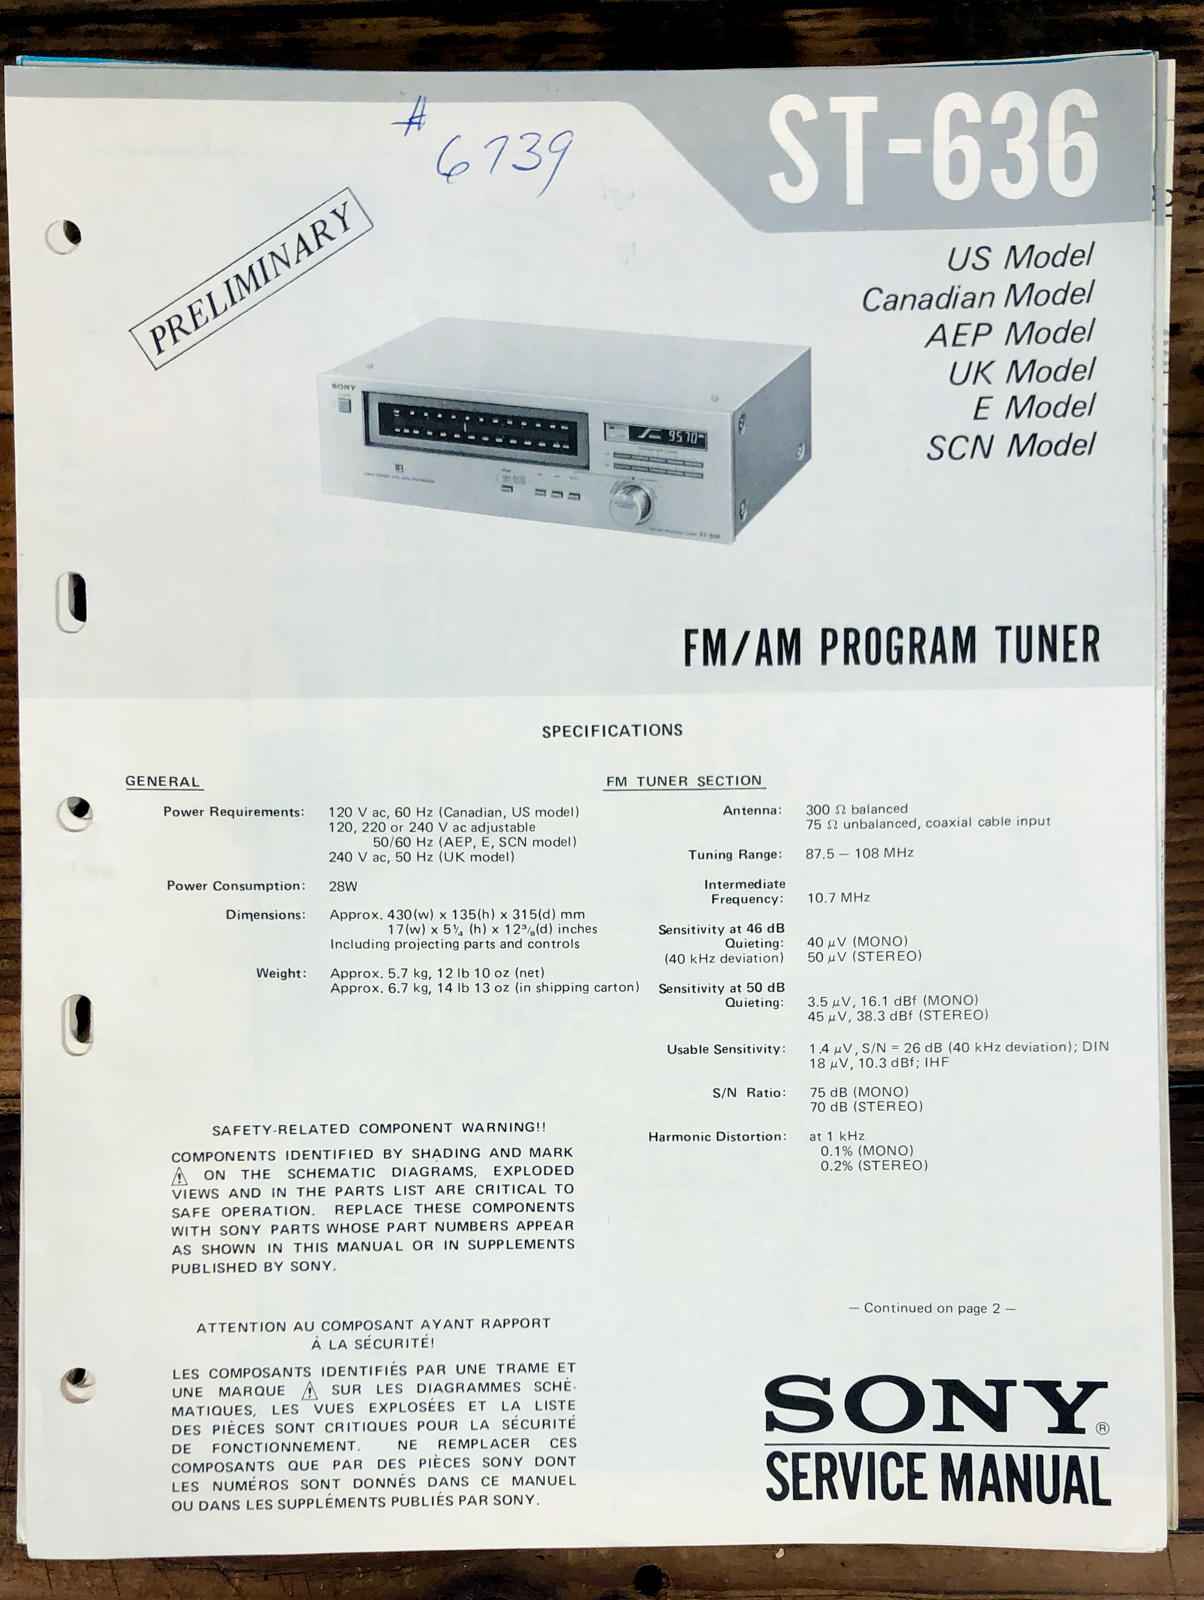 #
6739
ST-636
PRELIMINARY
US Model
Canadian Model
AEP Model
UK Model
E Model
SCN Model
SONY
95.70
ST-636
FM/AM PROGRAM TUNER
SPECIFICATIONS
GENERAL
Power Requirements: 120 V ac, 60 Hz (Canadian, US model)
120, 220 or 240 V ac adjustable
50/60 Hz (AEP, E, SCN model)
240 V ac, 50 Hz (UK model)
Power Consumption: 28W
Dimensions: Approx. 430(w) x 135(h) x 315(d) mm
17(w) x 5¼ (h) x 12⅜(d) inches
Including projecting parts and controls
Weight: Approx. 5.7 kg, 12 lb 10 oz (net)
Approx. 6.7 kg, 14 lb 13 oz (in shipping carton)
FM TUNER SECTION
Antenna: 300 Ω balanced
75 Ω unbalanced, coaxial cable input
Tuning Range: 87.5 – 108 MHz
Intermediate
Frequency: 10.7 MHz
Sensitivity at 46 dB
Quieting: 40 μV (MONO)
(40 kHz deviation) 50 μV (STEREO)
Sensitivity at 50 dB
Quieting: 3.5 μV, 16.1 dBf (MONO)
45 μV, 38.3 dBf (STEREO)
Usable Sensitivity: 1.4 μV, S/N = 26 dB (40 kHz deviation); DIN
18 μV, 10.3 dBf; IHF
S/N Ratio: 75 dB (MONO)
70 dB (STEREO)
Harmonic Distortion: at 1 kHz
0.1% (MONO)
0.2% (STEREO)
SAFETY-RELATED COMPONENT WARNING!!
COMPONENTS IDENTIFIED BY SHADING AND MARK
⚠ ON THE SCHEMATIC DIAGRAMS, EXPLODED
VIEWS AND IN THE PARTS LIST ARE CRITICAL TO
SAFE OPERATION. REPLACE THESE COMPONENTS
WITH SONY PARTS WHOSE PART NUMBERS APPEAR
AS SHOWN IN THIS MANUAL OR IN SUPPLEMENTS
PUBLISHED BY SONY.
ATTENTION AU COMPOSANT AYANT RAPPORT
À LA SÉCURITÉ!
LES COMPOSANTS IDENTIFIÉS PAR UNE TRAME ET
UNE MARQUE ⚠ SUR LES DIAGRAMMES SCHÉ-
MATIQUES, LES VUES EXPLOSÉES ET LA LISTE
DES PIÈCES SONT CRITIQUES POUR LA SÉCURITÉ
DE FONCTIONNEMENT. NE REMPLACER CES
COMPOSANTS QUE PAR DES PIÈCES SONY DONT
LES NUMÉROS SONT DONNÉS DANS CE MANUEL
OU DANS LES SUPPLÉMENTS PUBLIÉS PAR SONY.
– Continued on page 2 –
SONY®
SERVICE MANUAL